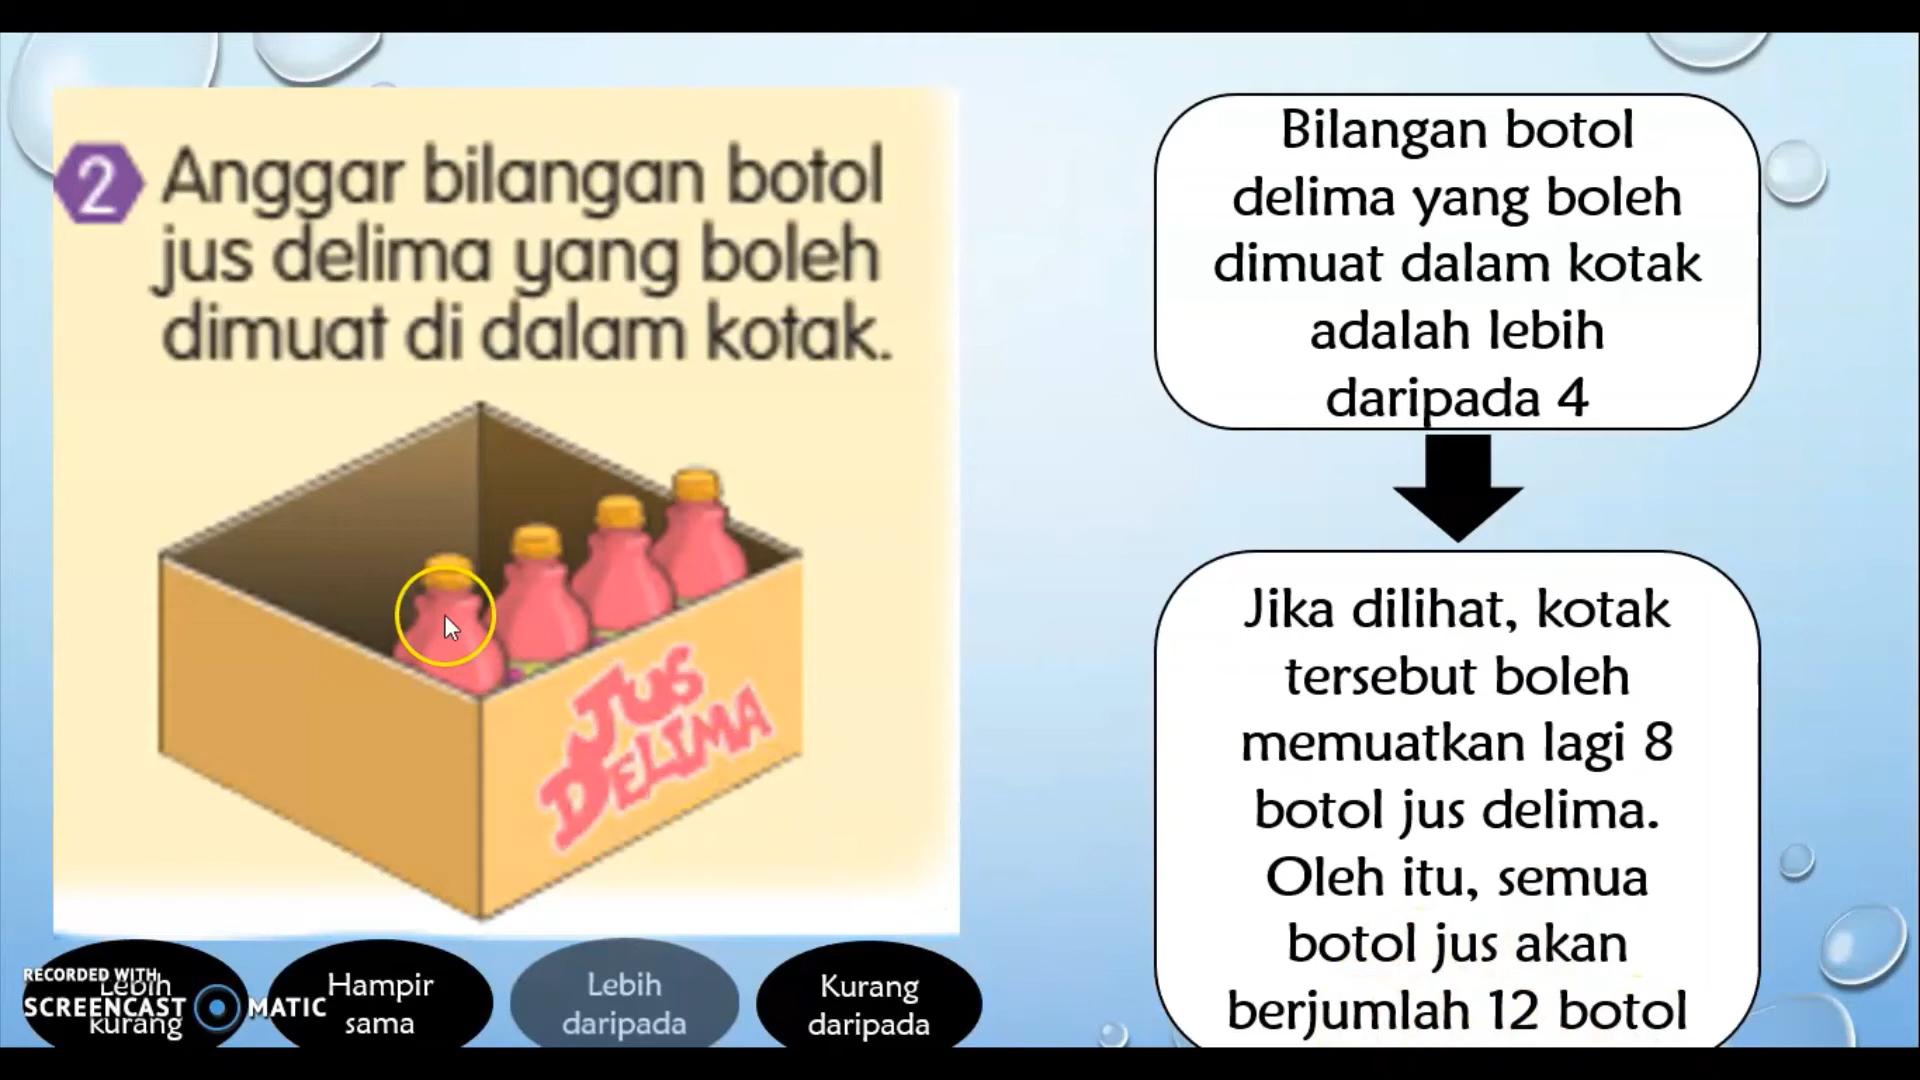 2 Anggar bilangan botol
jus delima yang boleh
dimuat di dalam kotak.
JUS
DELIMA
Bilangan botol
delima yang boleh
dimuat dalam kotak
adalah lebih
daripada 4
Jika dilihat, kotak
tersebut boleh
memuatkan lagi 8
botol jus delima.
Oleh itu, semua
botol jus akan
berjumlah 12 botol
Lebih
kurang
Hampir
sama
Lebih
daripada
Kurang
daripada
RECORDED WITH
SCREENCAST MATIC